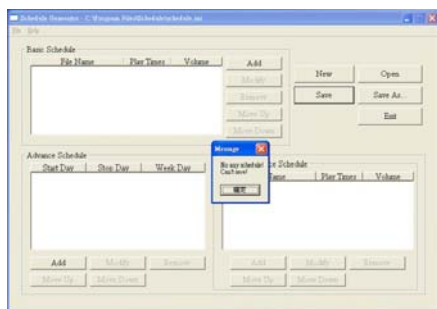 Schedule Generator - C:\Program Files\Schedule\schedule.ini
File Help
Basic Schedule
File Name Play Times Volume
Add
Modify
Remove
Move Up
Move Down
New
Open
Save
Save As...
Exit
Message
No any schedule!
Can't save!
確定
Advance Schedule
Start Day Stop Day Week Day
Add
Modify
Remove
Move Up
Move Down
Schedule
Name Play Times Volume
Add
Modify
Remove
Move Up
Move Down